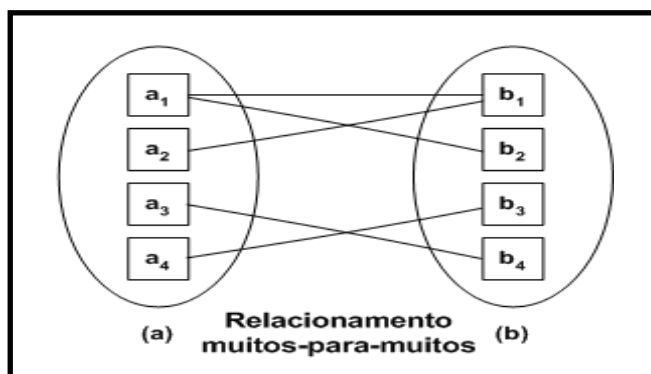 a₁ b₁
a₂ b₂
a₃ b₃
a₄ b₄
(a) Relacionamento (b)
muitos-para-muitos